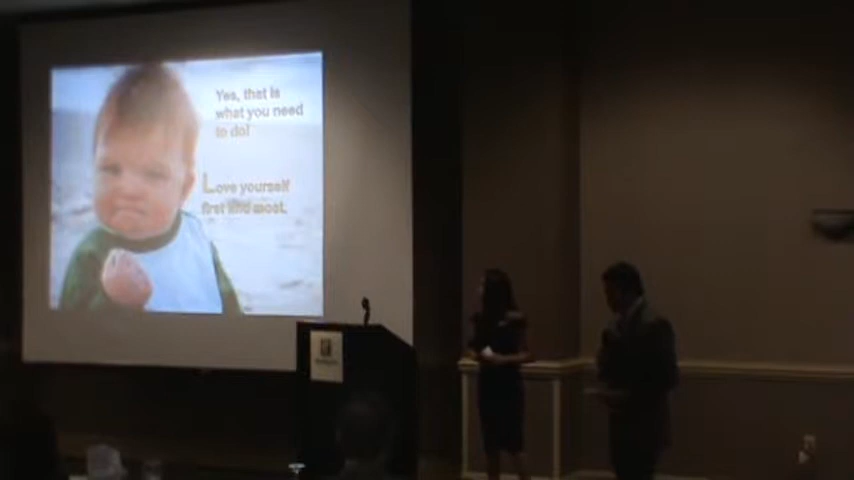 Yes, that is
what you need
to do!
Love yourself
first and most.